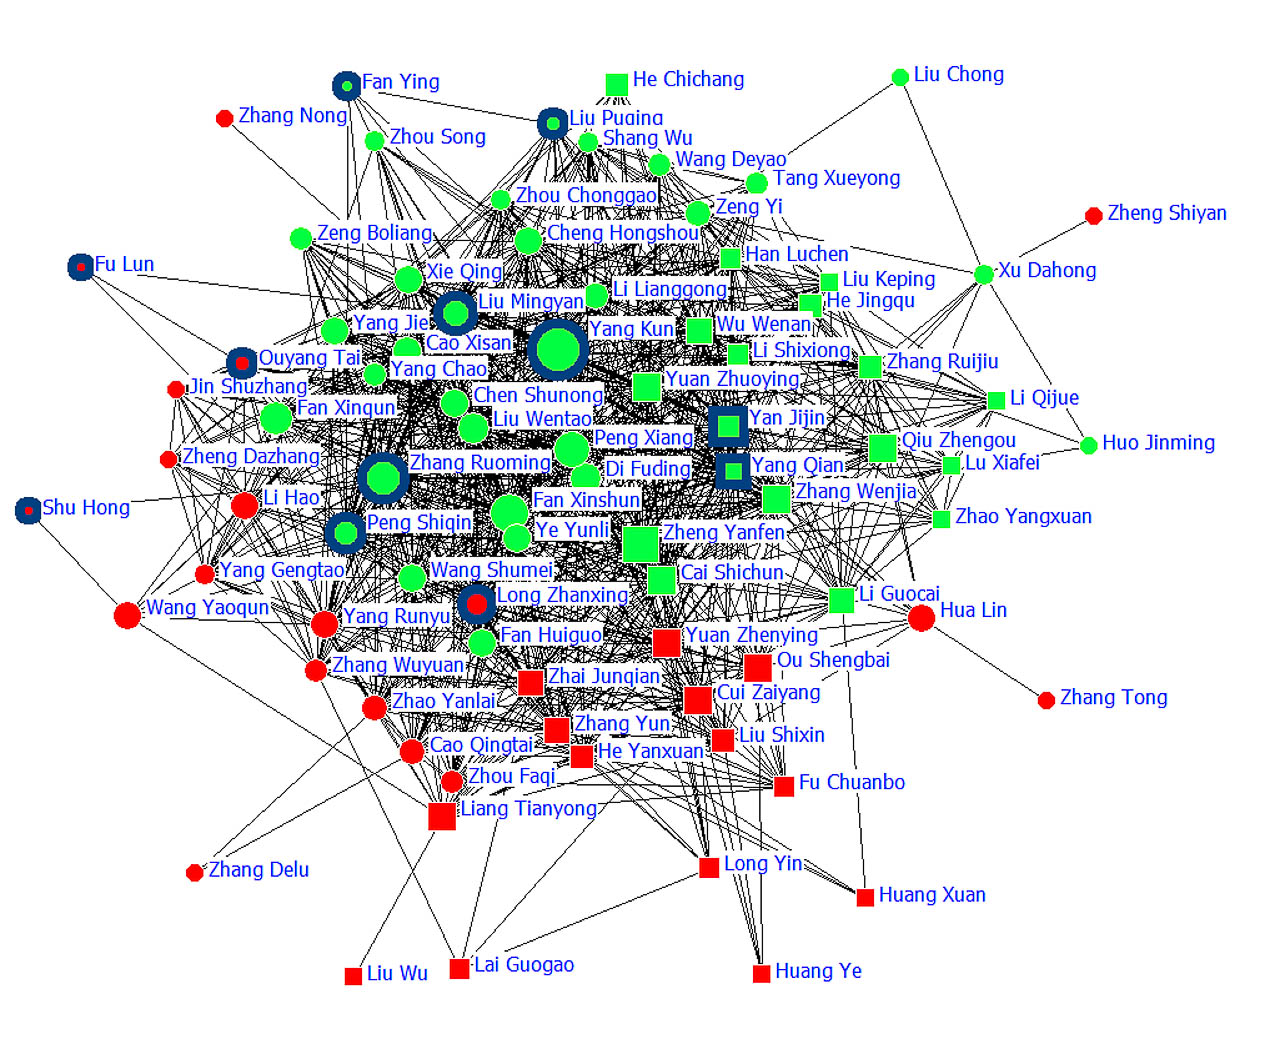 Fan Ying
He Chichang
Liu Chong
Zhang Nong
Liu Puqing
Zhou Song
Shang Wu
Wang Deyao
Tang Xueyong
Zhou Chonggao
Zeng Yi
Zheng Shiyan
Zeng Boliang
Cheng Hongshou
Han Luchen
Fu Lun
Xie Qing
Xu Dahong
Liu Keping
Li Lianggong
Liu Mingyan
He Jingqu
Yang Jie
Yang Kun
Wu Wenan
Cao Xisan
Ouyang Tai
Li Shixiong
Zhang Ruijiu
Yang Chao
Jin Shuzhang
Yuan Zhuoying
Chen Shunong
Li Qijue
Fan Xingun
Liu Wentao
Yan Jijin
Peng Xiang
Qiu Zhengou
Huo Jinming
Zheng Dazhang
Zhang Ruoming
Di Fuding
Yang Qian
Lu Xiafei
Li Hao
Fan Xinshun
Zhang Wenjia
Shu Hong
Peng Shiqin
Ye Yunli
Zheng Yanfen
Zhao Yangxuan
Yang Gengtao
Wang Shumei
Cai Shichun
Long Zhanxing
Li Guocai
Wang Yaoqun
Yang Runyu
Hua Lin
Fan Huiguo
Yuan Zhenying
Zhang Wuyuan
Zhai Junqian
Ou Shengbai
Zhao Yanlai
Cui Zaiyang
Zhang Tong
Zhang Yun
Liu Shixin
Cao Qingtai
He Yanxuan
Zhou Faqi
Fu Chuanbo
Liang Tianyong
Zhang Delu
Long Yin
Huang Xuan
Liu Wu
Lai Guogao
Huang Ye